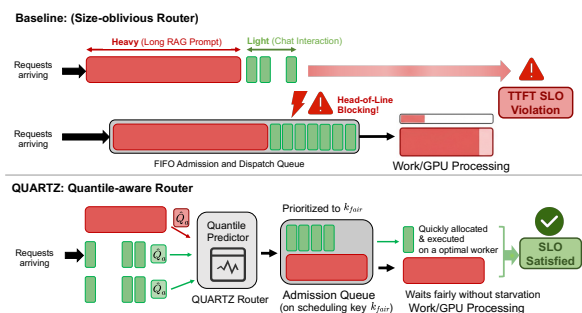 Baseline: (Size-oblivious Router)
Heavy (Long RAG Prompt)
Light (Chat Interaction)
Requests
arriving
TTFT SLO
Violation
Head-of-Line
Blocking!
Requests
arriving
FIFO Admission and Dispatch Queue
Work/GPU Processing
QUARTZ: Quantile-aware Router
Requests
arriving
Q̂ₐ
Q̂ₐ
Q̂ₐ
Quantile
Predictor
QUARTZ Router
Prioritized to k_fair
Admission Queue
(on scheduling key k_fair)
Quickly allocated
& executed
on a optimal worker
Waits fairly without starvation
Work/GPU Processing
SLO
Satisfied